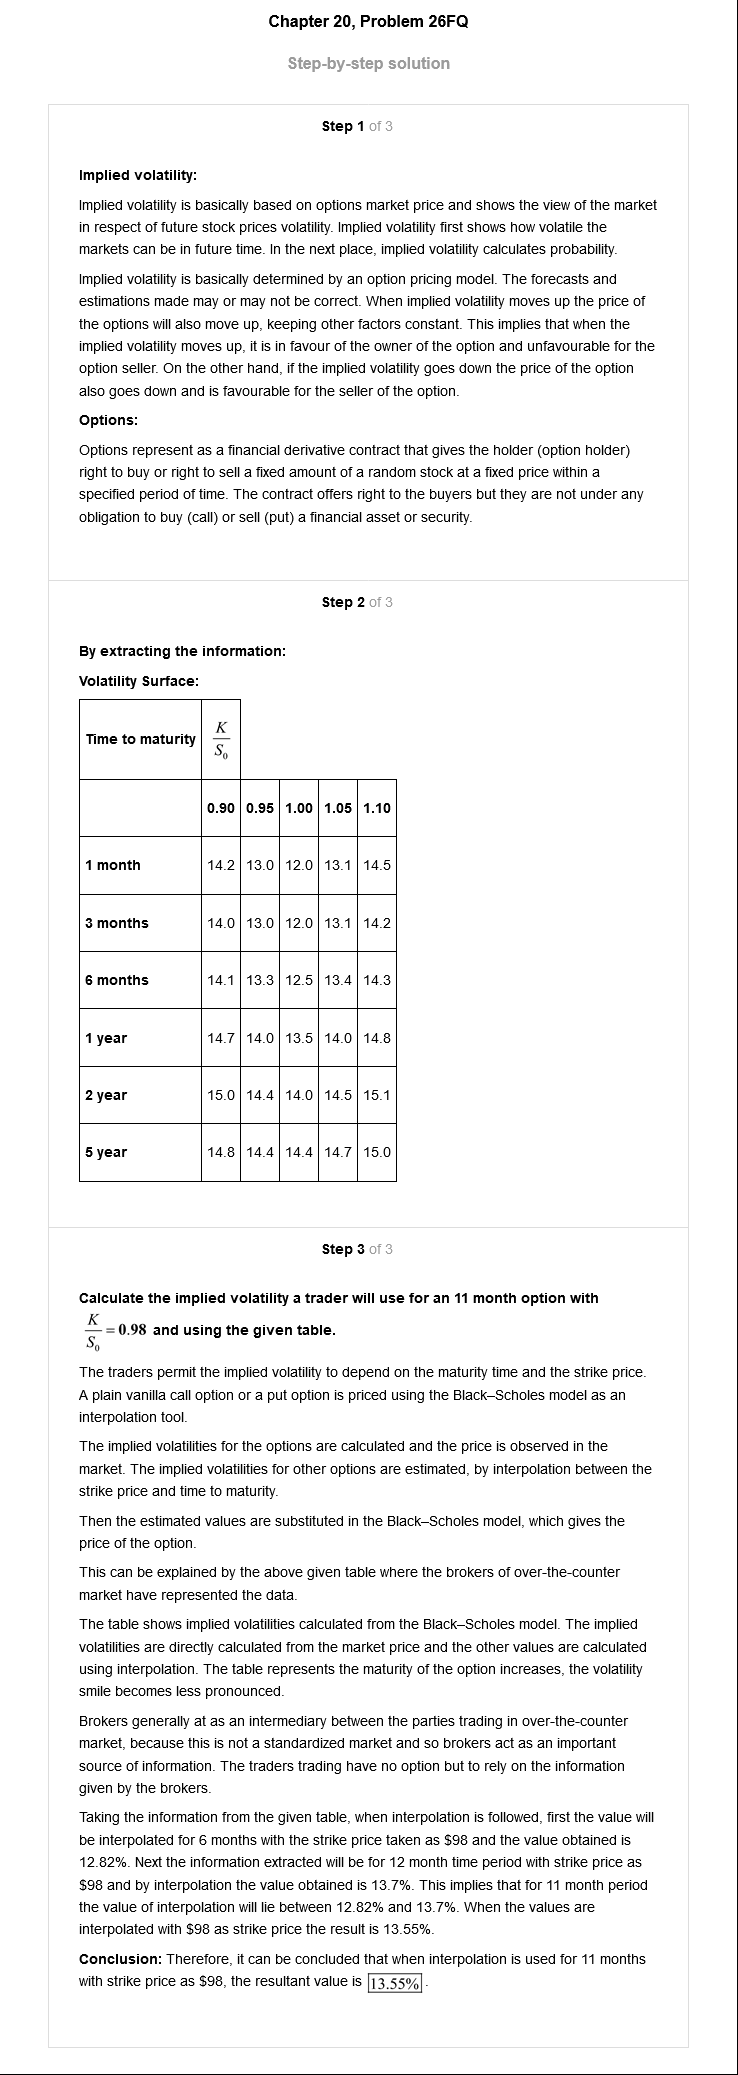 Chapter 20, Problem 26FQ
Step-by-step solution
Step 1 of 3
Implied volatility:
Implied volatility is basically based on options market price and shows the view of the market
in respect of future stock prices volatility. Implied volatility first shows how volatile the
markets can be in future time. In the next place, implied volatility calculates probability.
Implied volatility is basically determined by an option pricing model. The forecasts and
estimations made may or may not be correct. When implied volatility moves up the price of
the options will also move up, keeping other factors constant. This implies that when the
implied volatility moves up, it is in favour of the owner of the option and unfavourable for the
option seller. On the other hand, if the implied volatility goes down the price of the option
also goes down and is favourable for the seller of the option.
Options:
Options represent as a financial derivative contract that gives the holder (option holder)
right to buy or right to sell a fixed amount of a random stock at a fixed price within a
specified period of time. The contract offers right to the buyers but they are not under any
obligation to buy (call) or sell (put) a financial asset or security.
Step 2 of 3
By extracting the information:
Volatility Surface:
Time to maturity K/S₀
0.90 0.95 1.00 1.05 1.10
1 month 14.2 13.0 12.0 13.1 14.5
3 months 14.0 13.0 12.0 13.1 14.2
6 months 14.1 13.3 12.5 13.4 14.3
1 year 14.7 14.0 13.5 14.0 14.8
2 year 15.0 14.4 14.0 14.5 15.1
5 year 14.8 14.4 14.4 14.7 15.0
Step 3 of 3
Calculate the implied volatility a trader will use for an 11 month option with
K/S₀ = 0.98 and using the given table.
The traders permit the implied volatility to depend on the maturity time and the strike price.
A plain vanilla call option or a put option is priced using the Black–Scholes model as an
interpolation tool.
The implied volatilities for the options are calculated and the price is observed in the
market. The implied volatilities for other options are estimated, by interpolation between the
strike price and time to maturity.
Then the estimated values are substituted in the Black–Scholes model, which gives the
price of the option.
This can be explained by the above given table where the brokers of over-the-counter
market have represented the data.
The table shows implied volatilities calculated from the Black–Scholes model. The implied
volatilities are directly calculated from the market price and the other values are calculated
using interpolation. The table represents the maturity of the option increases, the volatility
smile becomes less pronounced.
Brokers generally at as an intermediary between the parties trading in over-the-counter
market, because this is not a standardized market and so brokers act as an important
source of information. The traders trading have no option but to rely on the information
given by the brokers.
Taking the information from the given table, when interpolation is followed, first the value will
be interpolated for 6 months with the strike price taken as $98 and the value obtained is
12.82%. Next the information extracted will be for 12 month time period with strike price as
$98 and by interpolation the value obtained is 13.7%. This implies that for 11 month period
the value of interpolation will lie between 12.82% and 13.7%. When the values are
interpolated with $98 as strike price the result is 13.55%.
Conclusion: Therefore, it can be concluded that when interpolation is used for 11 months
with strike price as $98, the resultant value is 13.55%.